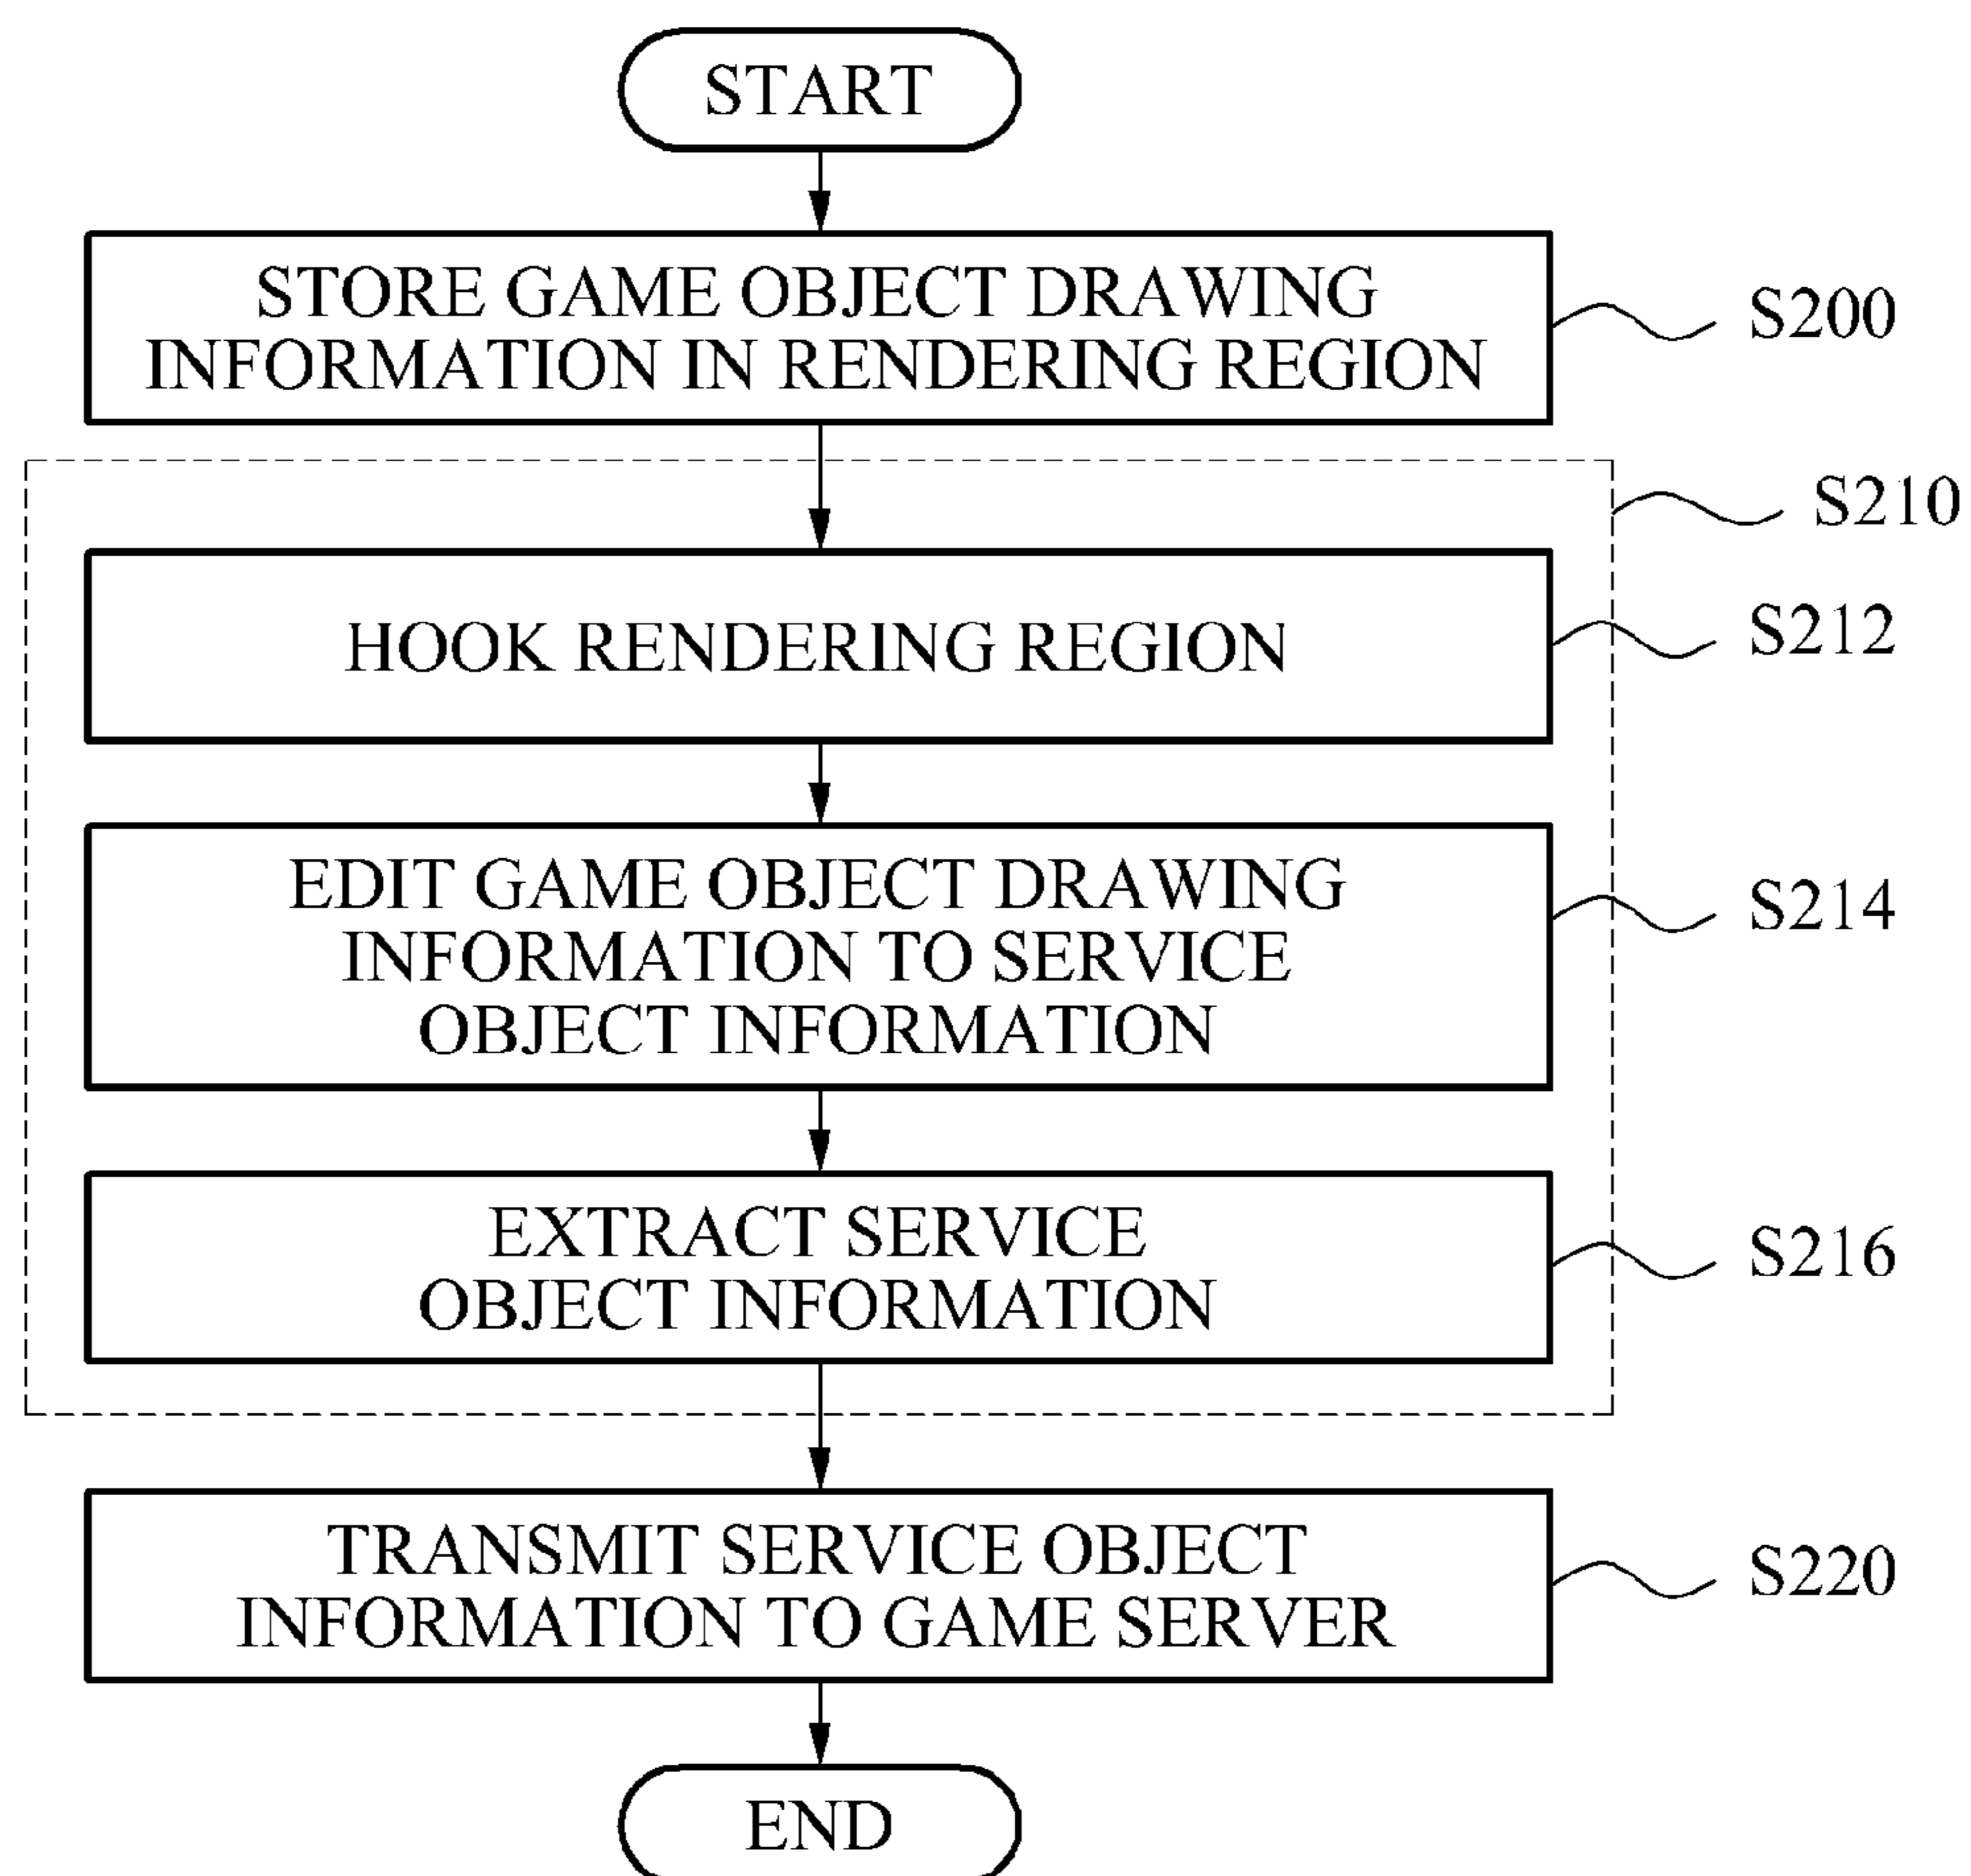 START
STORE GAME OBJECT DRAWING
INFORMATION IN RENDERING REGION
S200
S210
HOOK RENDERING REGION
S212
EDIT GAME OBJECT DRAWING
INFORMATION TO SERVICE
OBJECT INFORMATION
S214
EXTRACT SERVICE
OBJECT INFORMATION
S216
TRANSMIT SERVICE OBJECT
INFORMATION TO GAME SERVER
S220
END